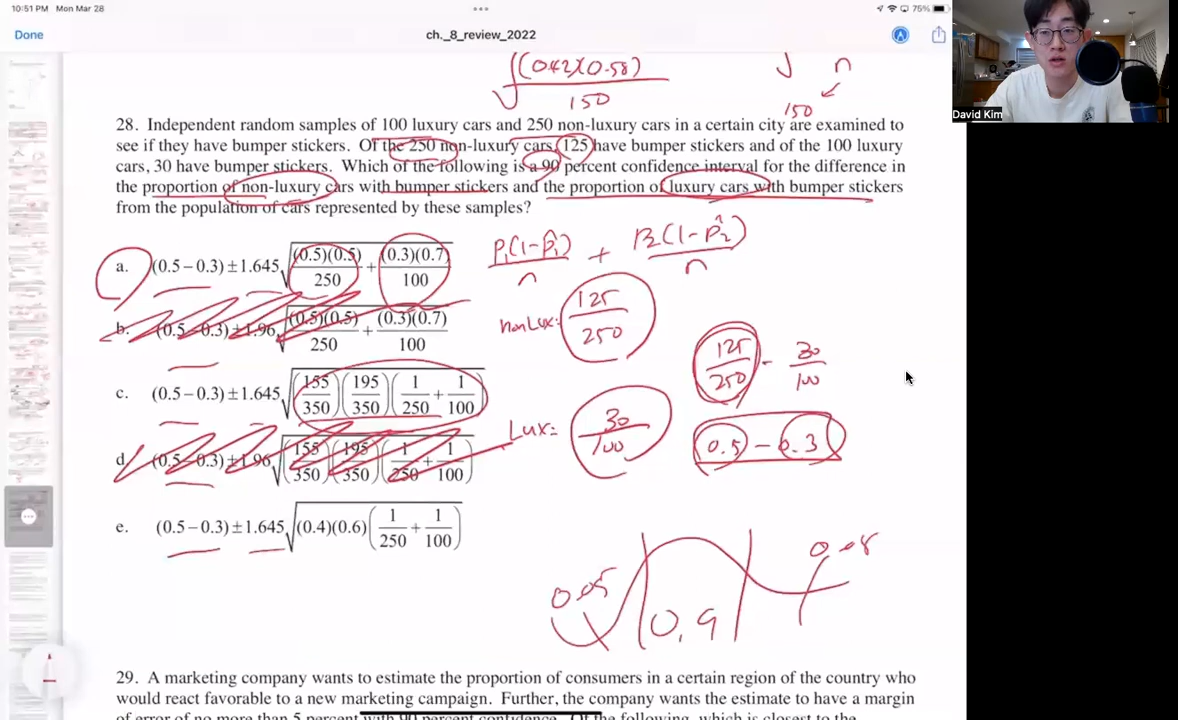 10:51 PM Mon Mar 28
75%
Done
ch._8_review_2022
(0.42)(0.58)
150
n
150
28. Independent random samples of 100 luxury cars and 250 non-luxury cars in a certain city are examined to
see if they have bumper stickers. Of the 250 non-luxury cars, 125 have bumper stickers and of the 100 luxury
cars, 30 have bumper stickers. Which of the following is a 90 percent confidence interval for the difference in
the proportion of non-luxury cars with bumper stickers and the proportion of luxury cars with bumper stickers
from the population of cars represented by these samples?
a. (0.5−0.3)±1.645√((0.5)(0.5)/250+(0.3)(0.7)/100)
b. (0.5−0.3)±1.96√((0.5)(0.5)/250+(0.3)(0.7)/100)
c. (0.5−0.3)±1.645√((155/350)(195/350)(1/250+1/100))
d. (0.5−0.3)±1.96√((155/350)(195/350)(1/250+1/100))
e. (0.5−0.3)±1.645√((0.4)(0.6)(1/250+1/100))
P₁(1-p̂₁)/n + P₂(1-p̂₂)/n
nonLux: 125/250
Lux= 30/100
125/250 - 30/100
0.5 - 0.3
0.05
0.9
David Kim
29. A marketing company wants to estimate the proportion of consumers in a certain region of the country who
would react favorable to a new marketing campaign. Further, the company wants the estimate to have a margin
of error of no more than 5 percent with 90 percent confidence. Of the following, which is closest to the